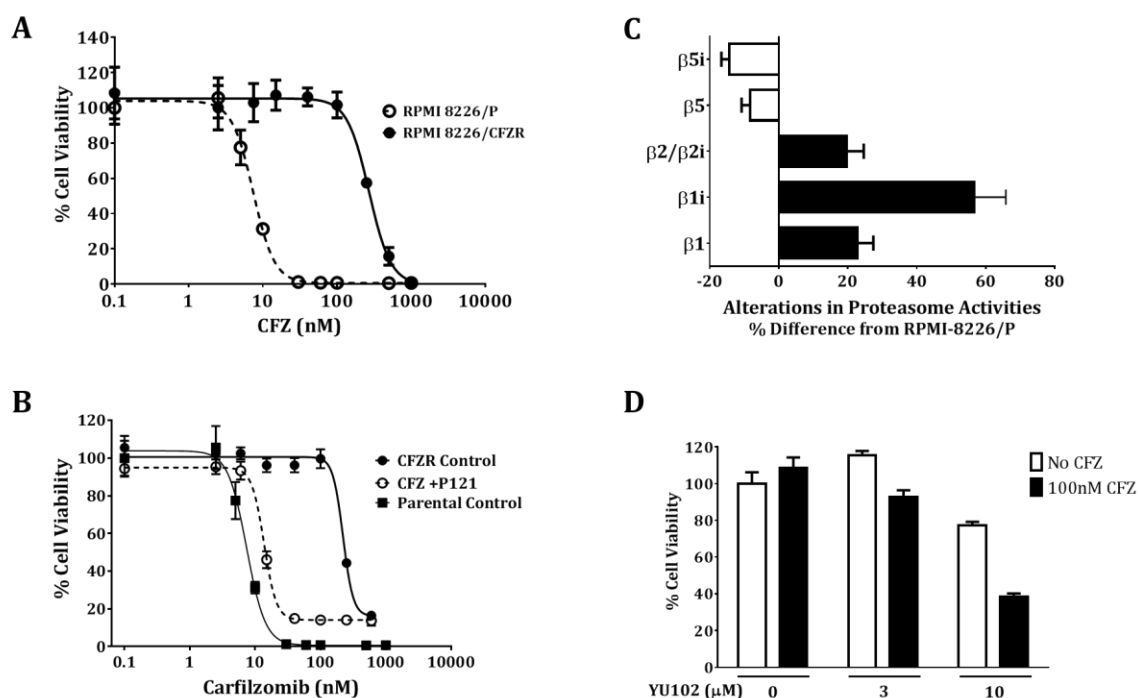 A
% Cell Viability
140
120
100
80
60
40
20
0
0.1
1
10
100
1000
10000
CFZ (nM)
RPMI 8226/P
RPMI 8226/CFZR
B
% Cell Viability
120
100
80
60
40
20
0
0.1
1
10
100
1000
10000
Carfilzomib (nM)
CFZR Control
CFZ +P121
Parental Control
C
β5i
β5
β2/β2i
β1i
β1
-20
0
20
40
60
80
Alterations in Proteasome Activities
% Difference from RPMI-8226/P
D
% Cell Viability
120
100
80
60
40
20
0
No CFZ
100nM CFZ
YU102 (μM)
0
3
10